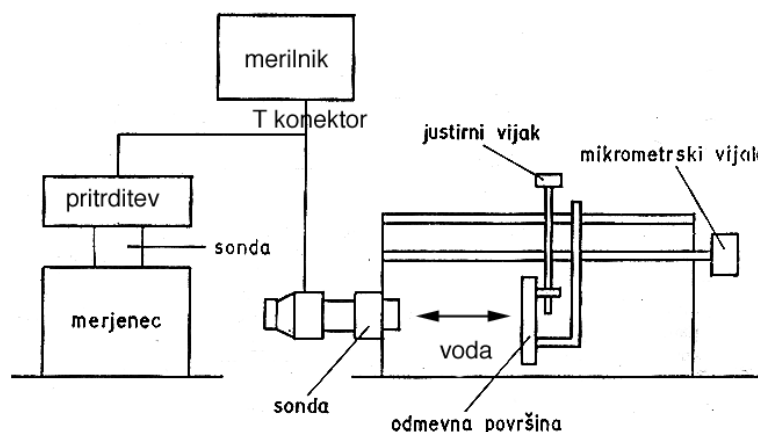 merilnik
T konektor
justirni vijak
mikrometrski vijak
pritrditev
sonda
merjenec
voda
sonda
odmevna površina